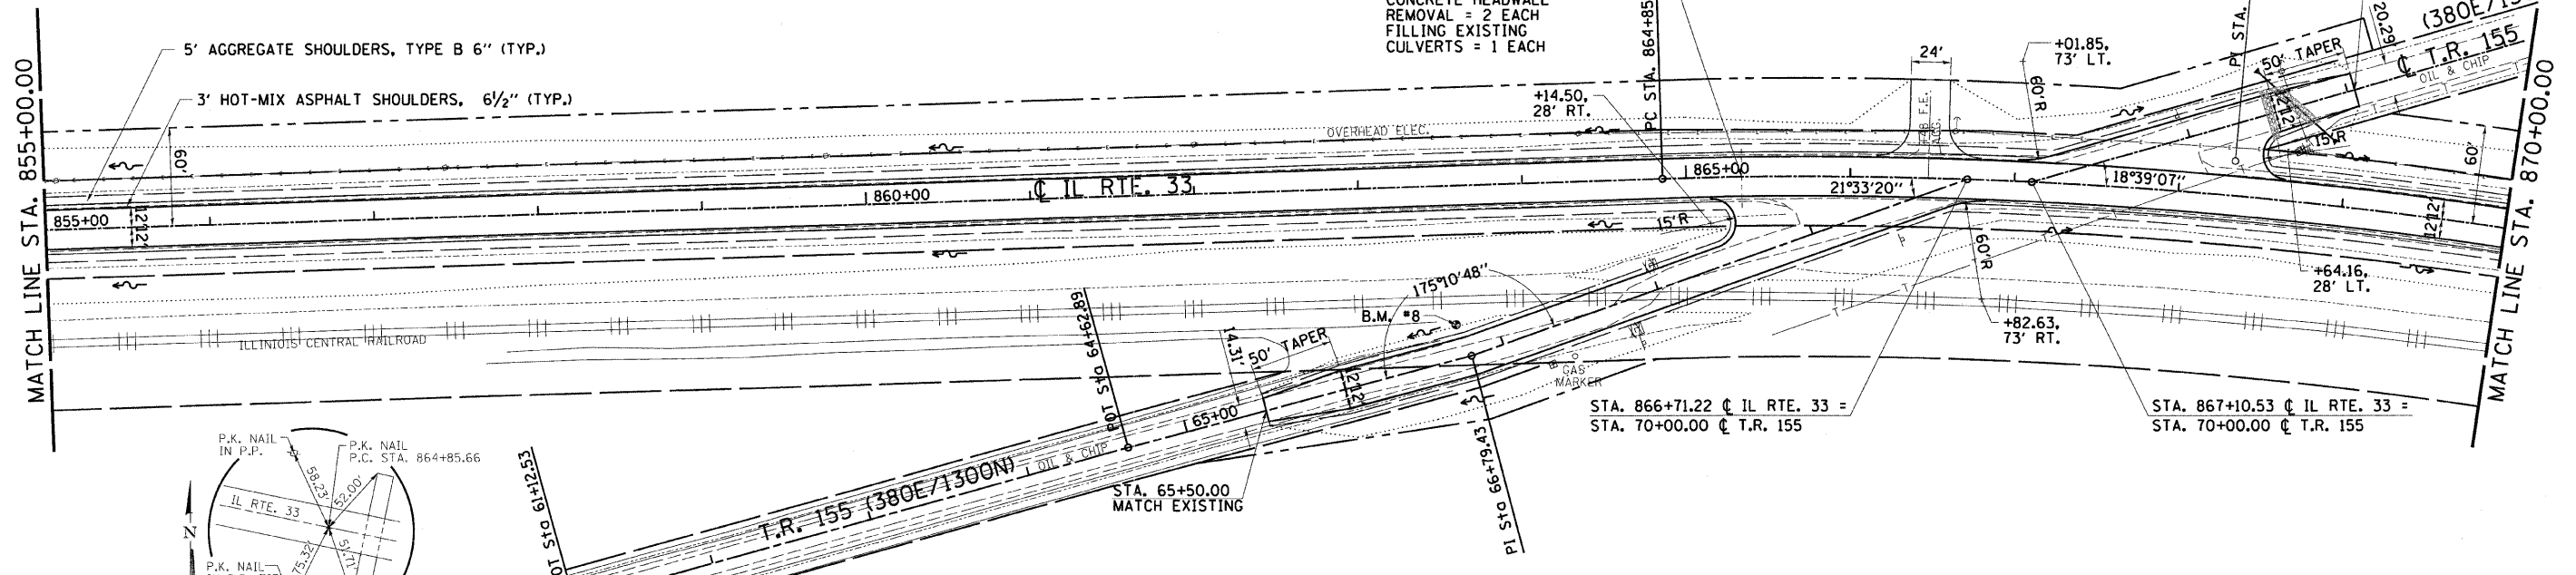 CONCRETE HEADWALL
REMOVAL = 2 EACH
FILLING EXISTING
CULVERTS = 1 EACH
5' AGGREGATE SHOULDERS, TYPE B 6" (TYP.)
3' HOT-MIX ASPHALT SHOULDERS, 6½" (TYP.)
MATCH LINE STA. 855+00.00
60'
855+00
12'
12'
860+00
℄ IL RTE. 33
OVERHEAD ELEC.
+14.50,
28' RT.
PC STA. 864+85
865+00
24'
F.E.
+01.85,
73' LT.
60'R
21°33'20"
18°39'07"
PI STA.
50' TAPER
20.29
℄ T.R. 155
OIL & CHIP
12'
12'
15'R
60'
12'
12'
+64.16,
28' LT.
MATCH LINE STA. 870+00.00
15'R
60'R
+82.63,
73' RT.
175°10'48"
B.M. #8
ILLINIOIS CENTRAL RAILROAD
14.31'
50' TAPER
12'
12'
GAS
MARKER
POT Sta 64+62.89
65+00
OIL & CHIP
T.R. 155 (380E/1300N)
STA. 65+50.00
MATCH EXISTING
PI Sta 66+79.43
POT Sta 61+12.53
STA. 866+71.22 ℄ IL RTE. 33 =
STA. 70+00.00 ℄ T.R. 155
STA. 867+10.53 ℄ IL RTE. 33 =
STA. 70+00.00 ℄ T.R. 155
P.K. NAIL
IN P.P.
P.K. NAIL
P.C. STA. 864+85.66
58.23'
52.00'
IL RTE. 33
75.32'
51.71'
P.K. NAIL
N